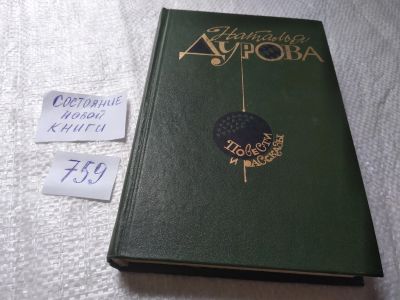 Наталья
ДУРОВА
Повести
и рассказы
СОСТОЯНИЕ
НОВОЙ
КНИГИ
759